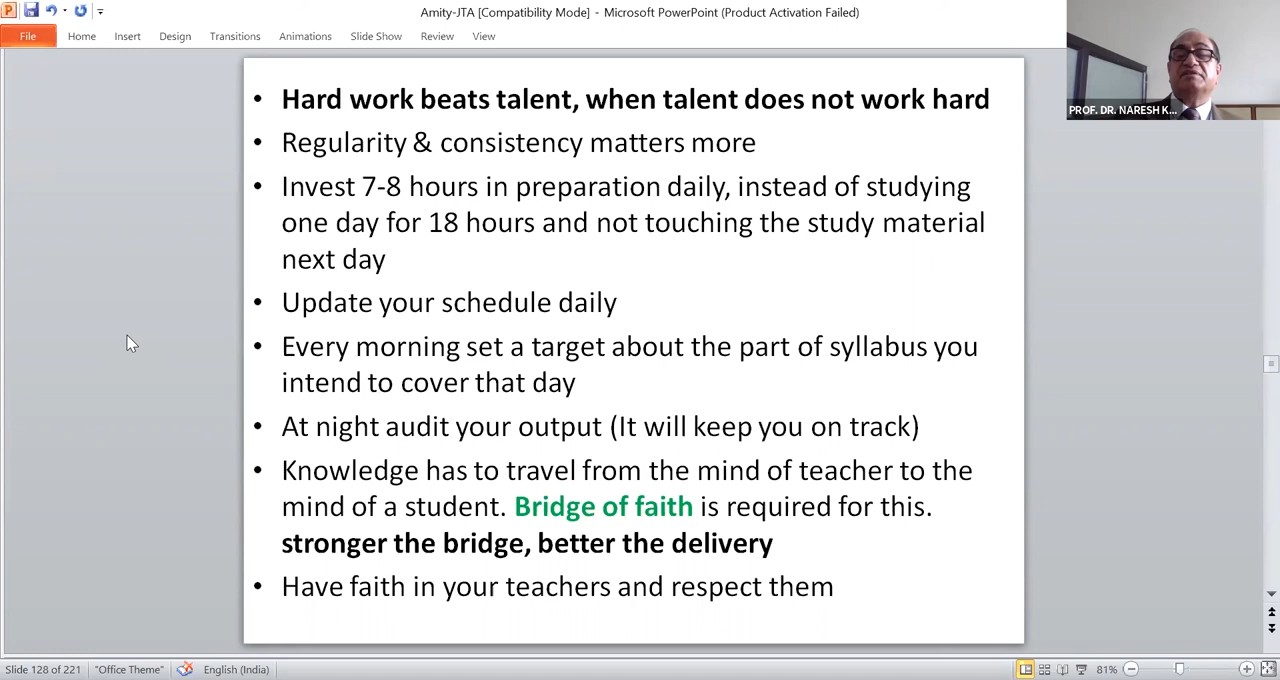 Amity-JTA [Compatibility Mode] - Microsoft PowerPoint (Product Activation Failed)
File Home Insert Design Transitions Animations Slide Show Review View
PROF. DR. NARESH K...
• Hard work beats talent, when talent does not work hard
• Regularity & consistency matters more
• Invest 7-8 hours in preparation daily, instead of studying
one day for 18 hours and not touching the study material
next day
• Update your schedule daily
• Every morning set a target about the part of syllabus you
intend to cover that day
• At night audit your output (It will keep you on track)
• Knowledge has to travel from the mind of teacher to the
mind of a student. Bridge of faith is required for this.
stronger the bridge, better the delivery
• Have faith in your teachers and respect them
Slide 128 of 221 "Office Theme" English (India) 81%